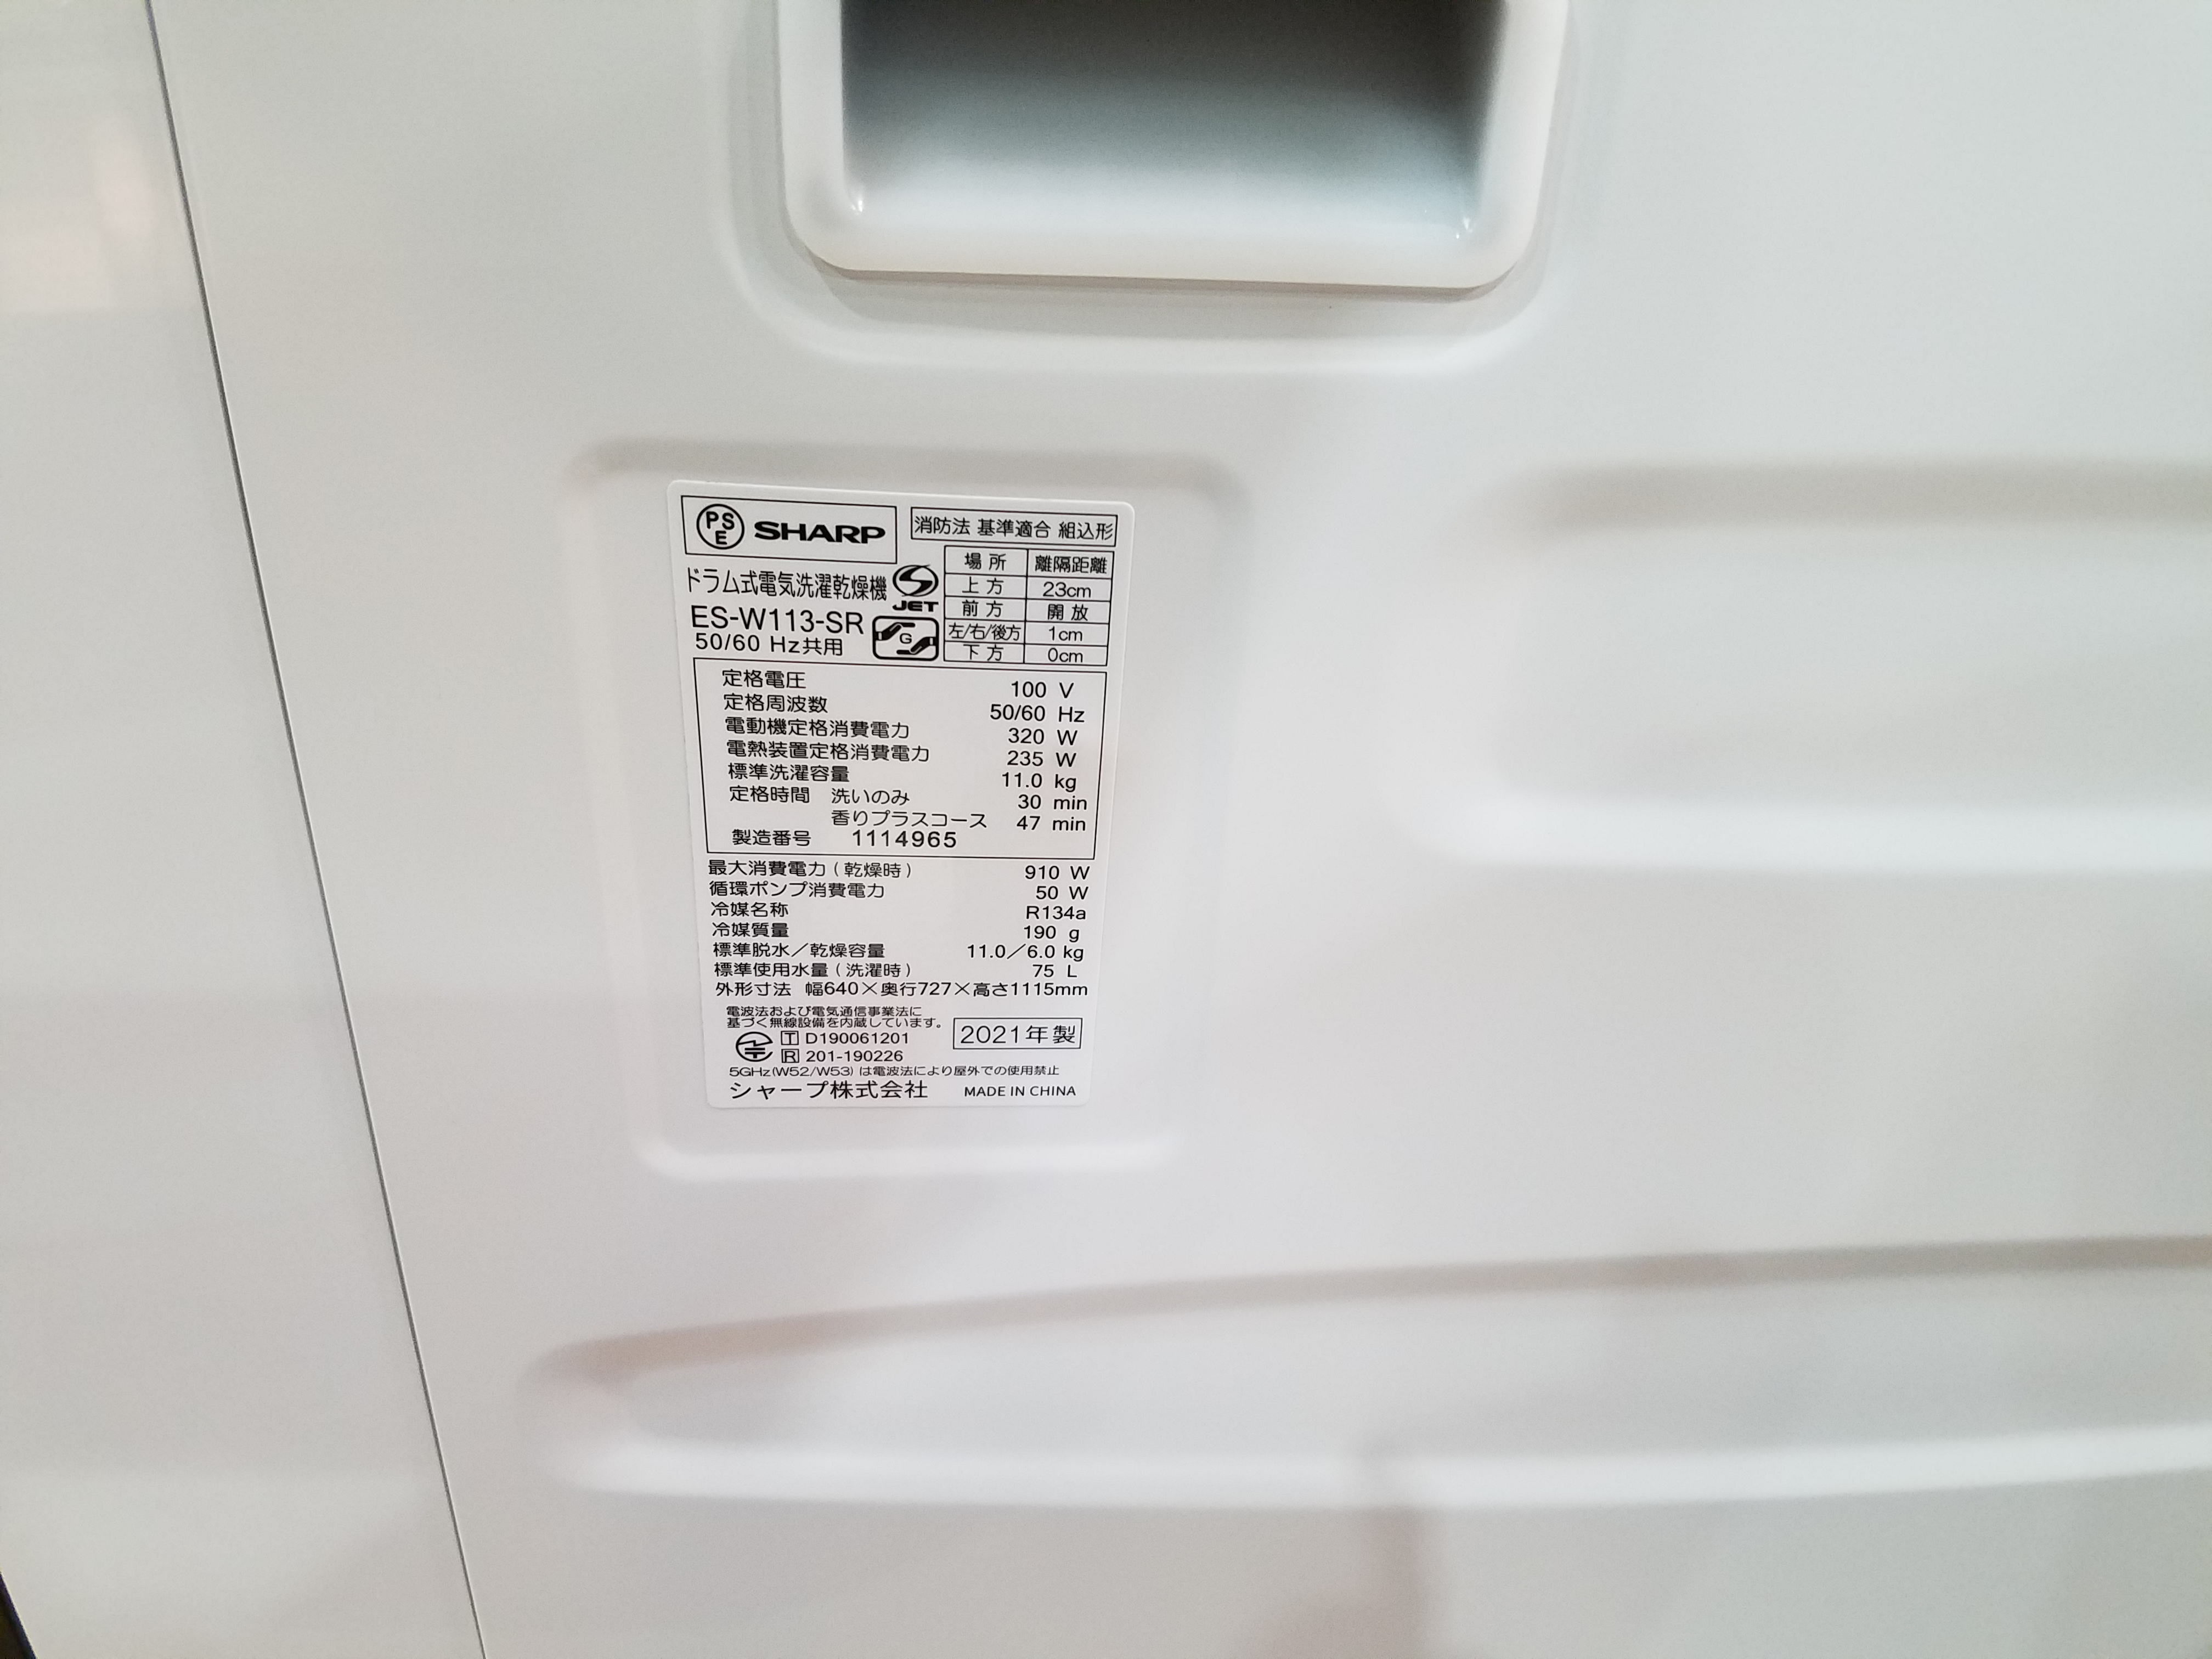 PSE SHARP
消防法 基準適合 組込形
ドラム式電気洗濯乾燥機
JET
ES-W113-SR
G
50/60 Hz共用
場所 離隔距離
上方 23cm
前方 開放
左/右/後方 1cm
下方 0cm
定格電圧 100 V
定格周波数 50/60 Hz
電動機定格消費電力 320 W
電熱装置定格消費電力 235 W
標準洗濯容量 11.0 kg
定格時間 洗いのみ 30 min
香りプラスコース 47 min
製造番号 1114965
最大消費電力(乾燥時) 910 W
循環ポンプ消費電力 50 W
冷媒名称 R134a
冷媒質量 190 g
標準脱水/乾燥容量 11.0/6.0 kg
標準使用水量(洗濯時) 75 L
外形寸法 幅640×奥行727×高さ1115mm
電波法および電気通信事業法に
基づく無線設備を内蔵しています。
T D190061201
R 201-190226
2021年製
5GHz(W52/W53)は電波法により屋外での使用禁止
シャープ株式会社 MADE IN CHINA